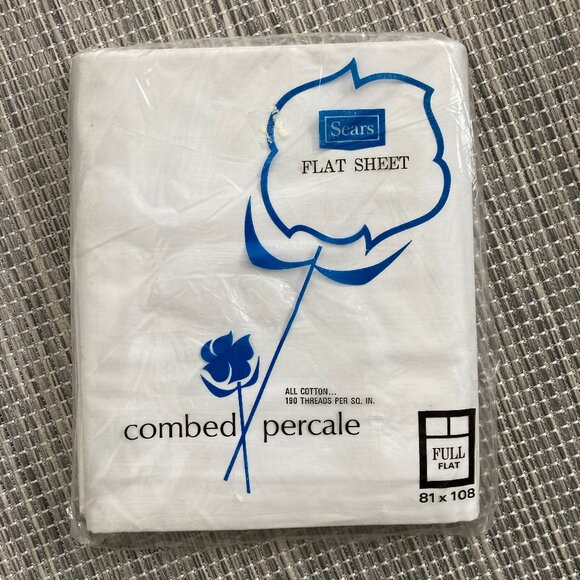 Sears
FLAT SHEET
ALL COTTON...
190 THREADS PER SQ. IN.
combed percale
FULL
FLAT
81 x 108